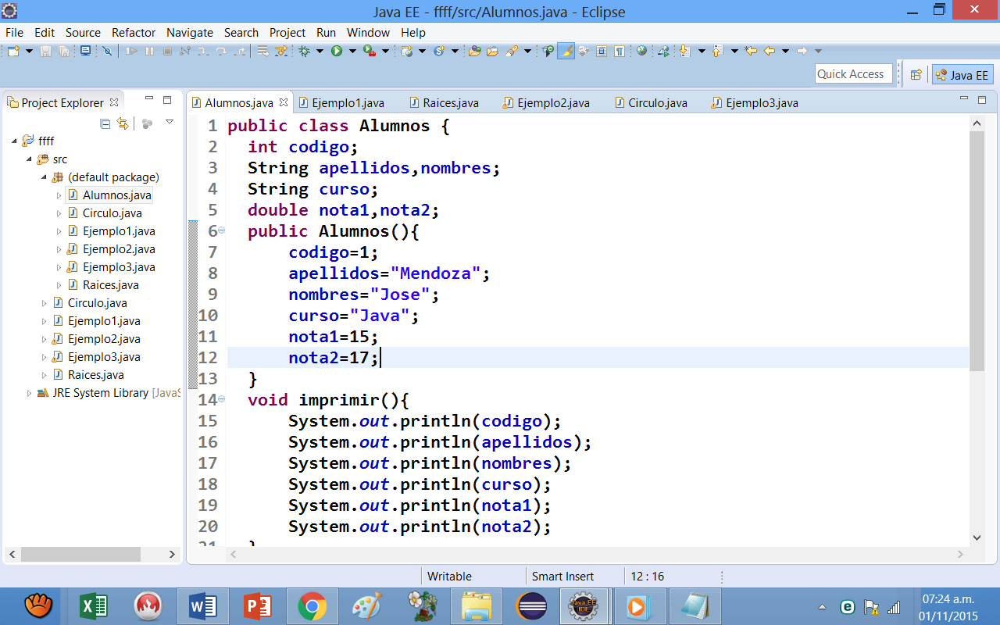 Java EE - ffff/src/Alumnos.java - Eclipse
File Edit Source Refactor Navigate Search Project Run Window Help
Quick Access
Java EE
Project Explorer
ffff
src
(default package)
Alumnos.java
Circulo.java
Ejemplo1.java
Ejemplo2.java
Ejemplo3.java
Raices.java
Circulo.java
Ejemplo1.java
Ejemplo2.java
Ejemplo3.java
Raices.java
JRE System Library [JavaS
Alumnos.java Ejemplo1.java Raices.java Ejemplo2.java Circulo.java Ejemplo3.java
1 public class Alumnos {
2 int codigo;
3 String apellidos,nombres;
4 String curso;
5 double nota1,nota2;
6 public Alumnos(){
7 codigo=1;
8 apellidos="Mendoza";
9 nombres="Jose";
10 curso="Java";
11 nota1=15;
12 nota2=17;
13 }
14 void imprimir(){
15 System.out.println(codigo);
16 System.out.println(apellidos);
17 System.out.println(nombres);
18 System.out.println(curso);
19 System.out.println(nota1);
20 System.out.println(nota2);
21 }
Writable Smart Insert 12 : 16
Java EE
IDE
07:24 a.m.
01/11/2015